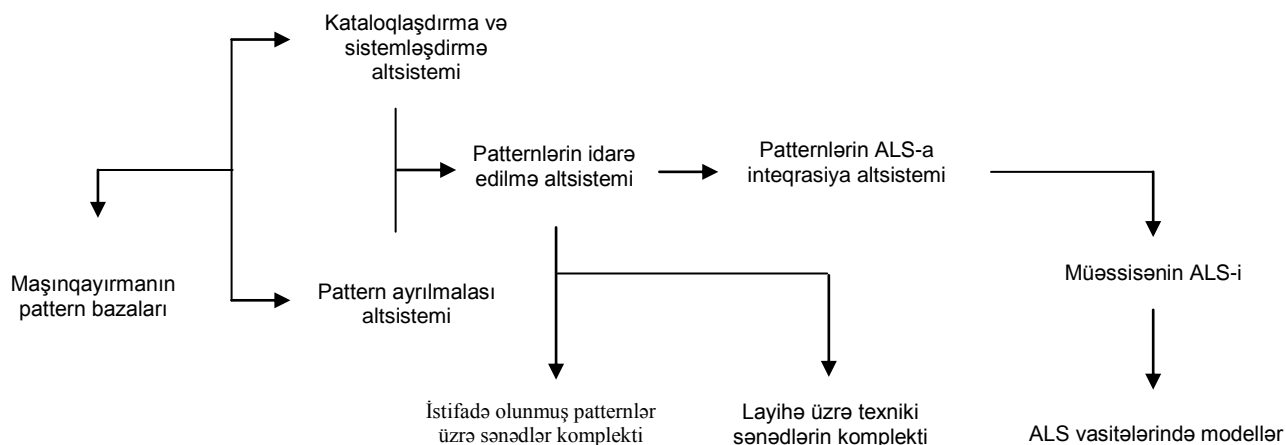 Kataloqlaşdırma və
sistemləşdirmə
altsistemi
Patternlərin idarə
edilmə altsistemi
Patternlərin ALS-a
inteqrasiya altsistemi
Maşınqayırmanın
pattern bazaları
Pattern ayrılmalası
altsistemi
Müəssisənin ALS-i
İstifadə olunmuş patternlər
üzrə sənədlər komplekti
Layihə üzrə texniki
sənədlərin komplekti
ALS vasitələrində modellər